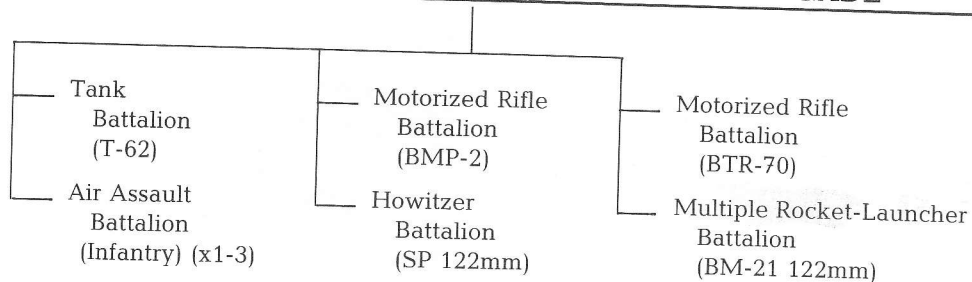 Tank
Battalion
(T-62)
Motorized Rifle
Battalion
(BMP-2)
Motorized Rifle
Battalion
(BTR-70)
Air Assault
Battalion
(Infantry) (x1-3)
Howitzer
Battalion
(SP 122mm)
Multiple Rocket-Launcher
Battalion
(BM-21 122mm)